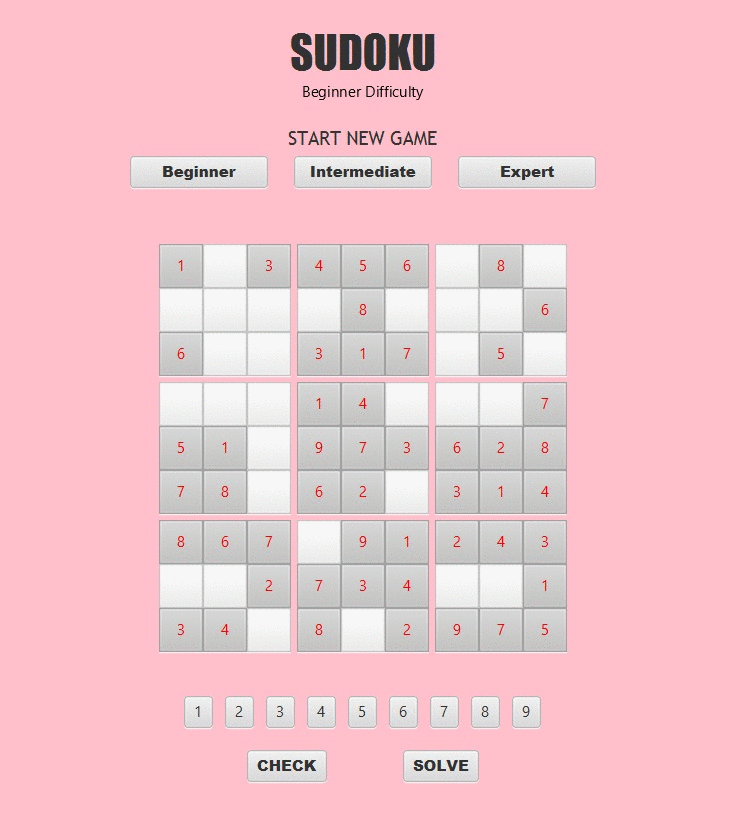 SUDOKU
Beginner Difficulty
START NEW GAME
Beginner Intermediate Expert
1 3 4 5 6 8
8 6
6 3 1 7 5
1 4 7
5 1 9 7 3 6 2 8
7 8 6 2 3 1 4
8 6 7 9 1 2 4 3
2 7 3 4 1
3 4 8 2 9 7 5
1 2 3 4 5 6 7 8 9
CHECK SOLVE